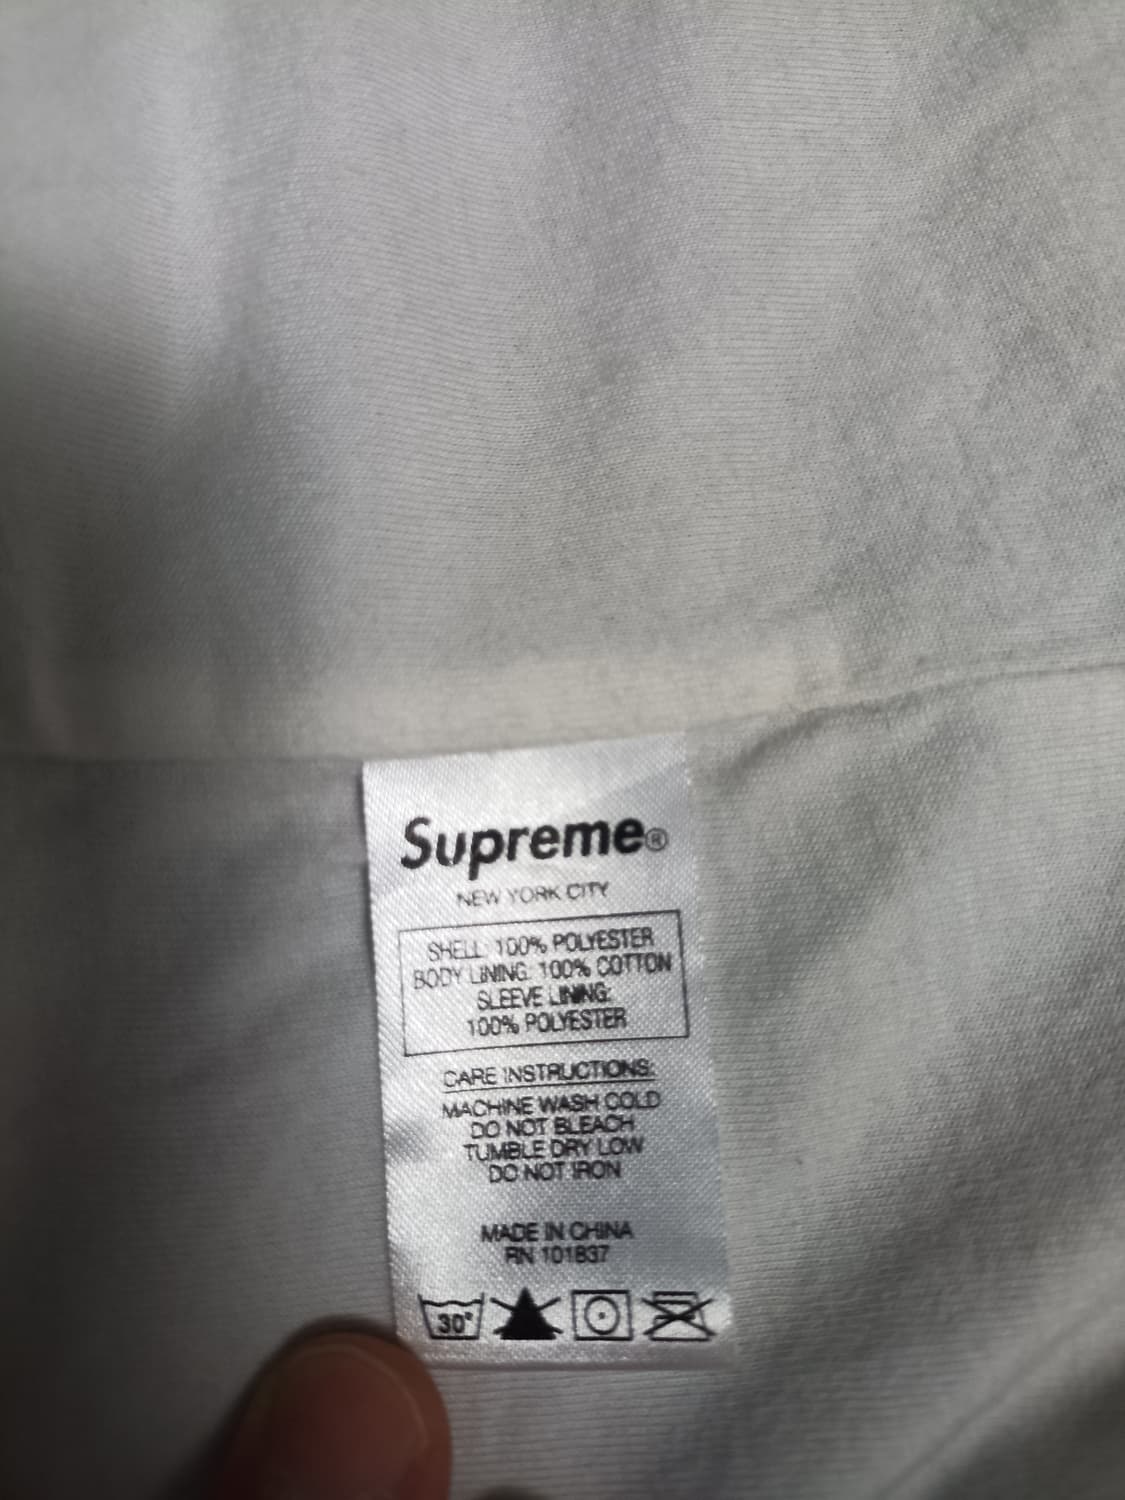 Supreme®
NEW YORK CITY
SHELL: 100% POLYESTER
BODY LINING: 100% COTTON
SLEEVE LINING:
100% POLYESTER
CARE INSTRUCTIONS:
MACHINE WASH COLD
DO NOT BLEACH
TUMBLE DRY LOW
DO NOT IRON
MADE IN CHINA
RN 101837
30°